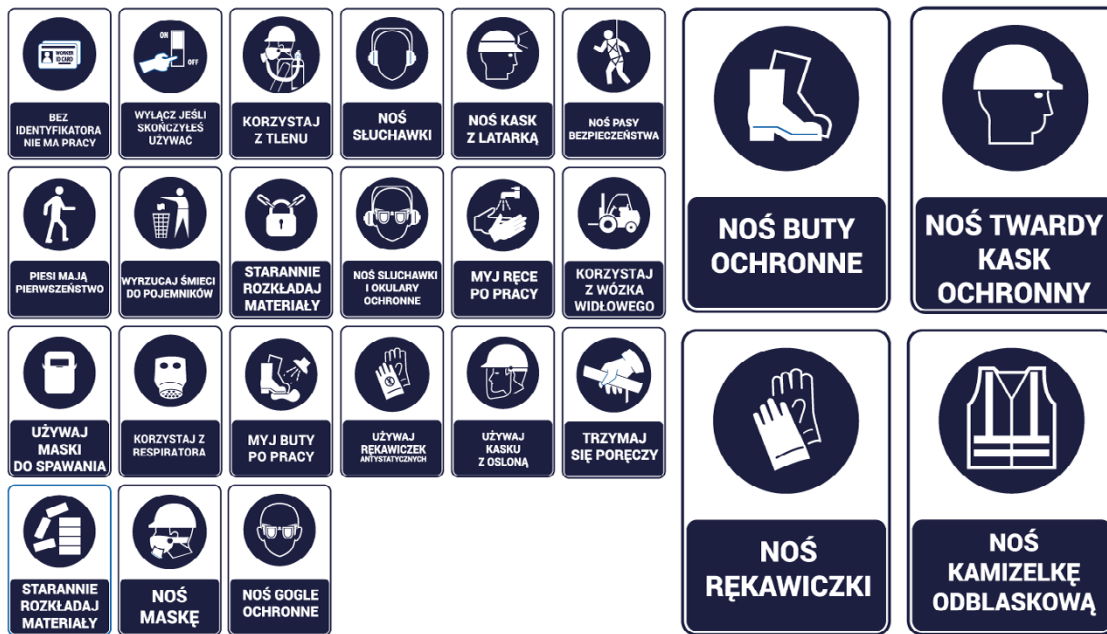 WORKER
ID CARD
BEZ
IDENTYFIKATORA
NIE MA PRACY
ON
OFF
WYŁĄCZ JEŚLI
SKOŃCZYŁEŚ
UŻYWAĆ
KORZYSTAJ
Z TLENU
NOŚ
SŁUCHAWKI
NOŚ KASK
Z LATARKĄ
NOŚ PASY
BEZPIECZEŃSTWA
PIESI MAJĄ
PIERWSZEŃSTWO
WYRZUCAJ ŚMIECI
DO POJEMNIKÓW
STARANNIE
ROZKŁADAJ
MATERIAŁY
NOŚ SLUCHAWKI
I OKULARY
OCHRONNE
MYJ RĘCE
PO PRACY
KORZYSTAJ
Z WÓZKA
WIDŁOWEGO
UŻYWAJ
MASKI
DO SPAWANIA
KORZYSTAJ Z
RESPIRATORA
MYJ BUTY
PO PRACY
UŻYWAJ
RĘKAWICZEK
ANTYSTATYCZNYCH
UŻYWAJ
KASKU
Z OSLONĄ
TRZYMAJ
SIĘ PORĘCZY
STARANNIE
ROZKŁADAJ
MATERIAŁY
NOŚ
MASKĘ
NOŚ GOGLE
OCHRONNE
NOŚ BUTY
OCHRONNE
NOŚ TWARDY
KASK
OCHRONNY
NOŚ
RĘKAWICZKI
NOŚ
KAMIZELKĘ
ODBLASKOWĄ